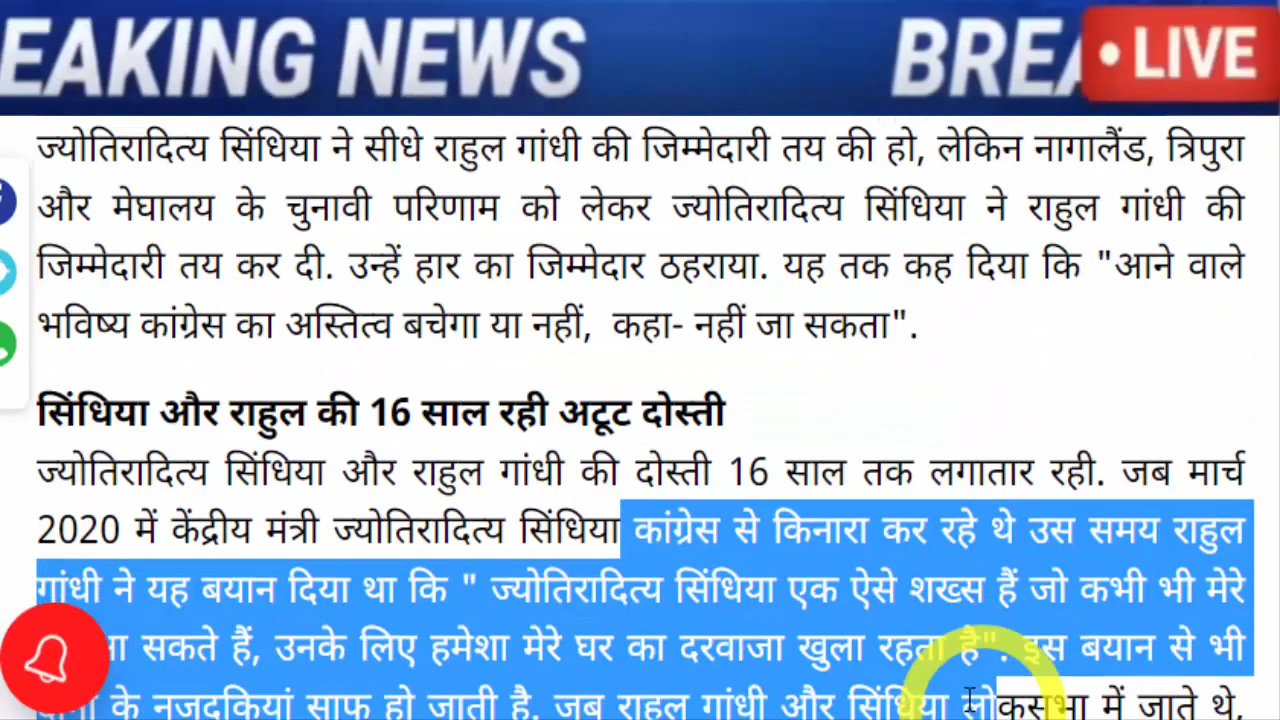 EAKING NEWS BREA • LIVE
ज्योतिरादित्य सिंधिया ने सीधे राहुल गांधी की जिम्मेदारी तय की हो, लेकिन नागालैंड, त्रिपुरा
और मेघालय के चुनावी परिणाम को लेकर ज्योतिरादित्य सिंधिया ने राहुल गांधी की
जिम्मेदारी तय कर दी. उन्हें हार का जिम्मेदार ठहराया. यह तक कह दिया कि "आने वाले
भविष्य कांग्रेस का अस्तित्व बचेगा या नहीं, कहा- नहीं जा सकता".
सिंधिया और राहुल की 16 साल रही अटूट दोस्ती
ज्योतिरादित्य सिंधिया और राहुल गांधी की दोस्ती 16 साल तक लगातार रही. जब मार्च
2020 में केंद्रीय मंत्री ज्योतिरादित्य सिंधिया कांग्रेस से किनारा कर रहे थे उस समय राहुल
गांधी ने यह बयान दिया था कि " ज्योतिरादित्य सिंधिया एक ऐसे शख्स हैं जो कभी भी मेरे
सकते हैं, उनके लिए हमेशा मेरे घर का दरवाजा खुला रहता है". इस बयान से भी
के नजदकियां साफ हो जाती है. जब राहुल गांधी और सिंधिया लोकसभा में जाते थे,